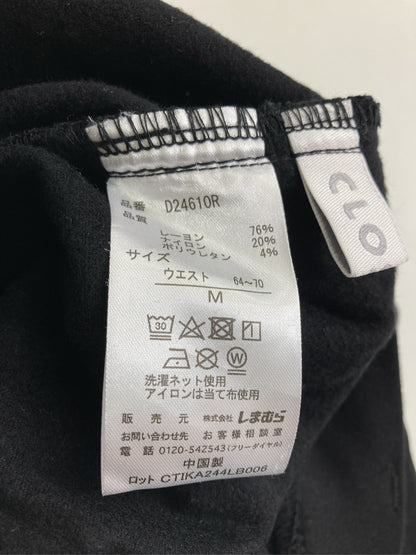 品番 D24610R
品質
レーヨン 76%
ナイロン 20%
ポリウレタン 4%
サイズ
ウエスト 64~70
M
30
W
洗濯ネット使用
アイロンは当て布使用
販売元 株式会社しまむら
お問い合わせ先 お客様相談室
電話 0120-542543(フリーダイヤル)
中国製
ロット CTIKA244LB006
CLO